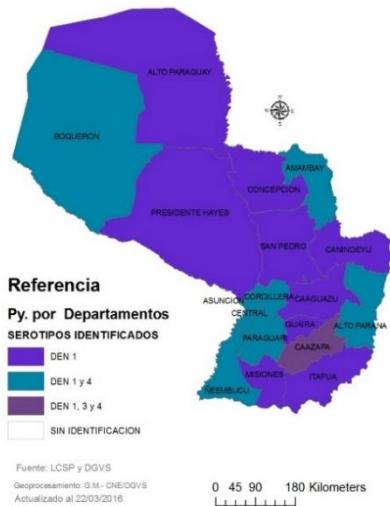 ALTO PARAGUAY
BOQUERON
AMAMBAY
CONCEPCIÓN
PRESIDENTE HAYES
SAN PEDRO
CANINDEYU
Referencia
Py. por Departamentos
SEROTIPOS IDENTIFICADOS
DEN 1
DEN 1 y 4
DEN 1, 3 y 4
SIN IDENTIFICACION
ASUNCION
CORDILLERA
CENTRAL
CAAGUAZU
ALTO PARANA
GUAIRA
PARAGUARI
CAAZAPA
MISIONES
ITAPUA
ÑEEMBUCU
Fuente: LCSP y DGVS
Geoprocesamiento: G.M.- CNE/DGVS
Actualizado al 22/03/2016
0 45 90 180 Kilometers